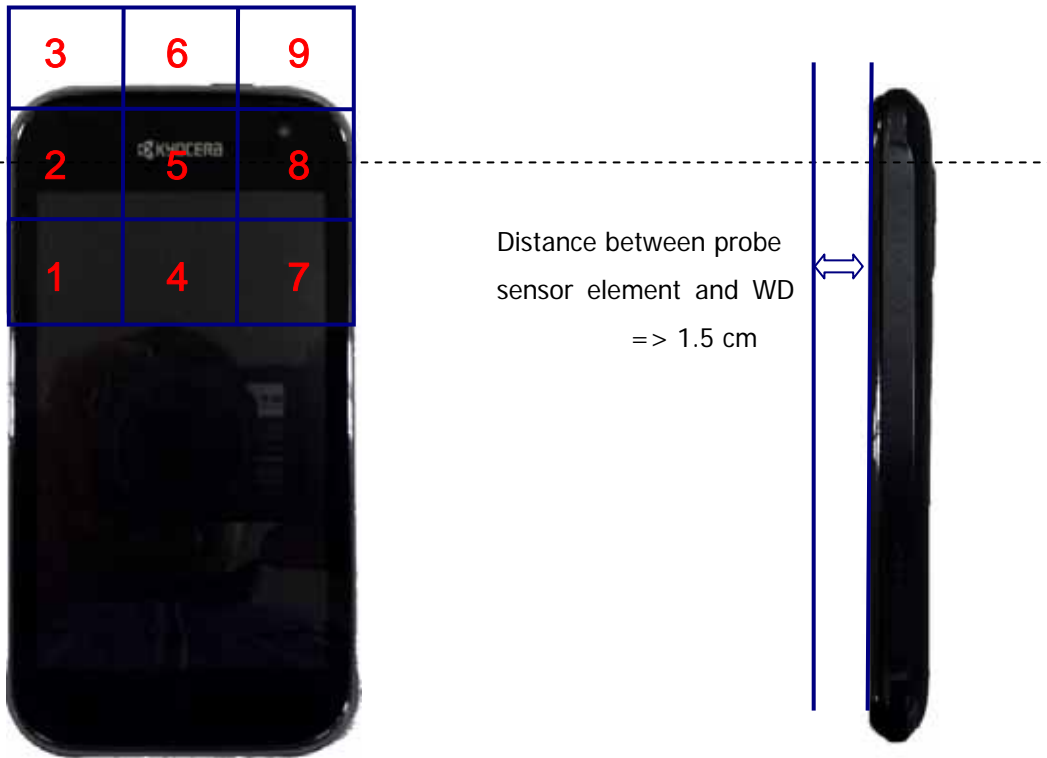 3 6 9
KYOCERA
2 5 8
1 4 7
Distance between probe
sensor element and WD
=> 1.5 cm